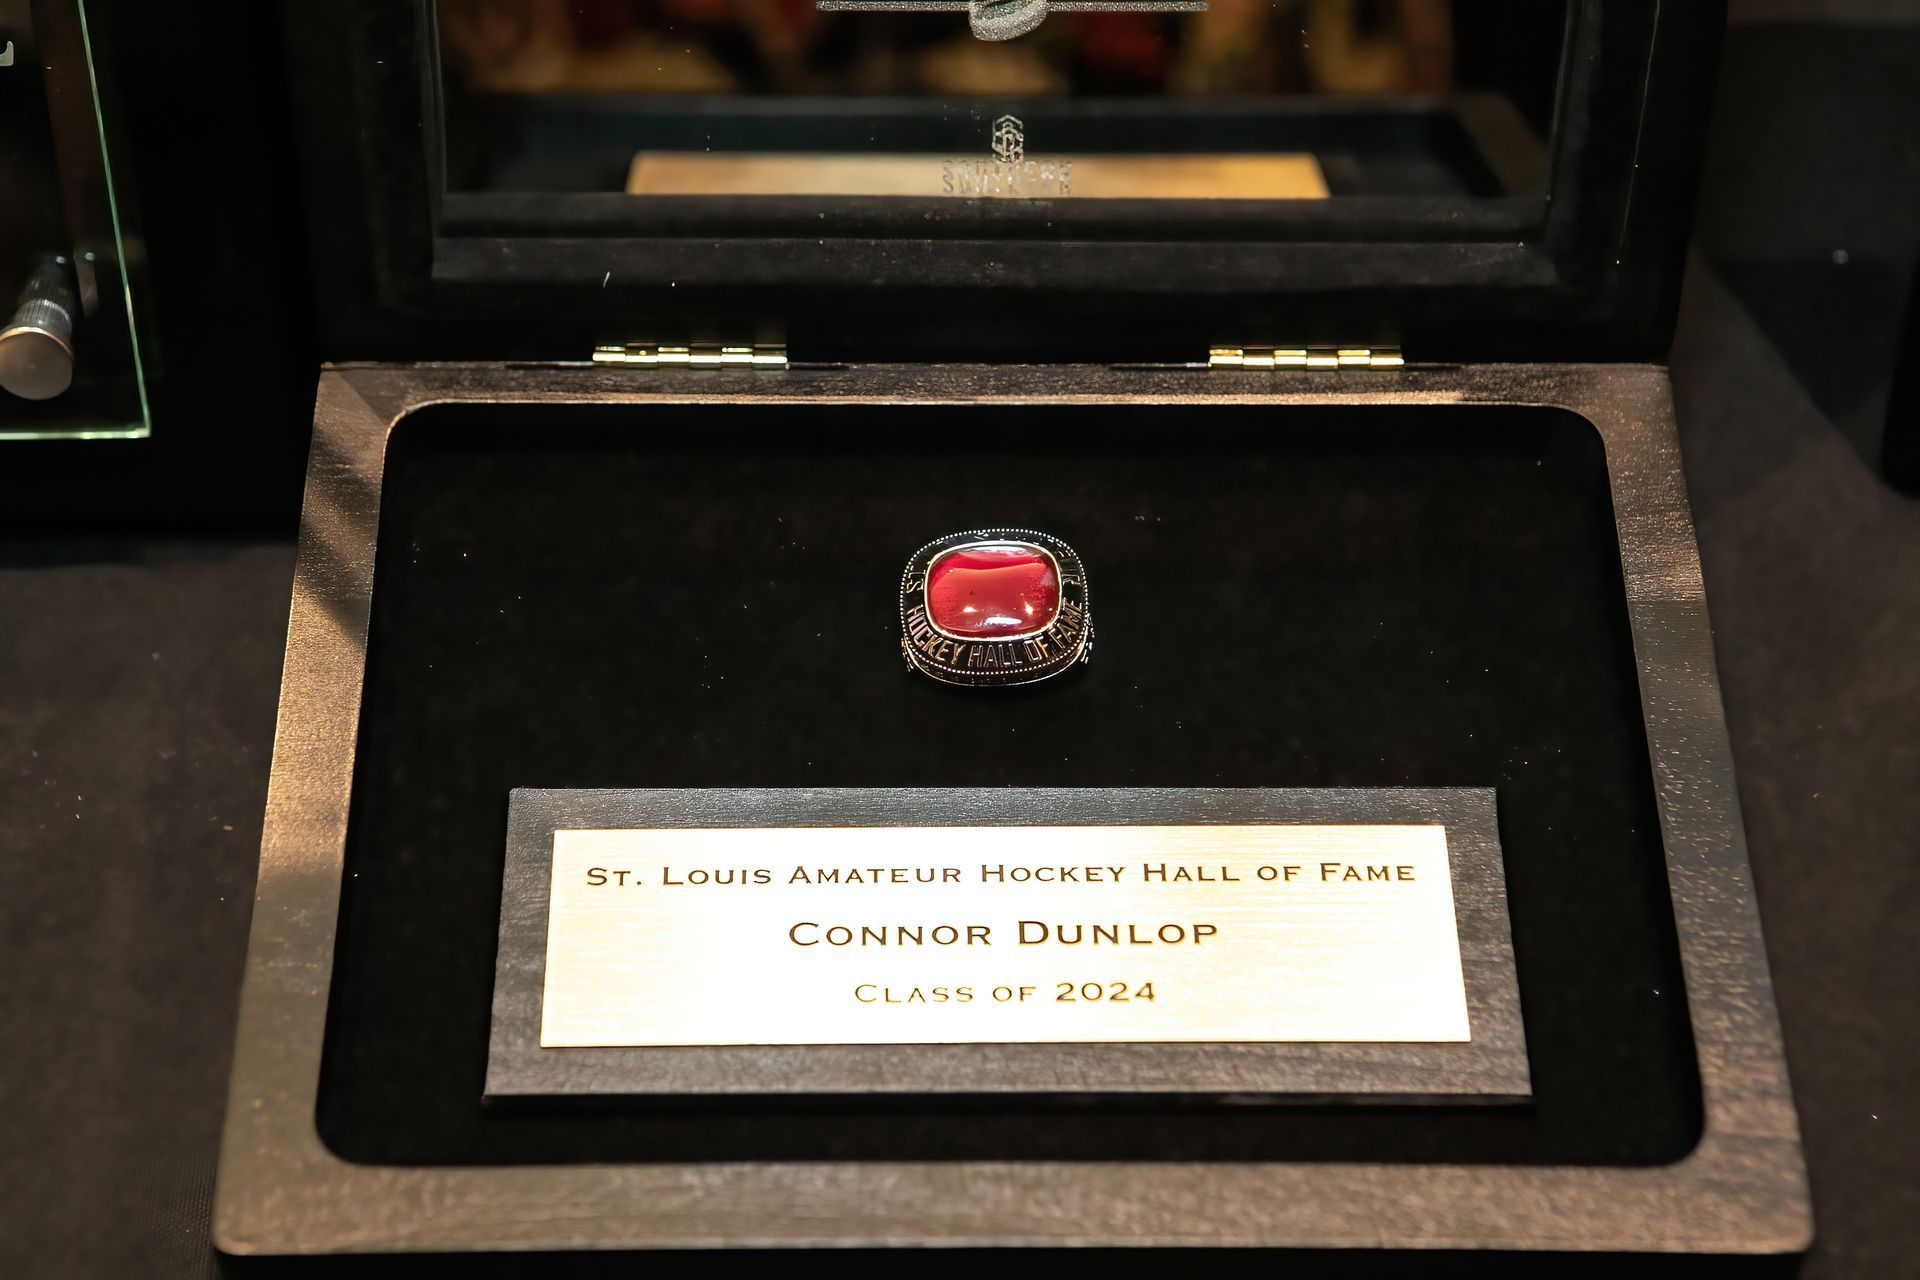 HOCKEY HALL OF FAME
ST. LOUIS AMATEUR HOCKEY HALL OF FAME
CONNOR DUNLOP
CLASS OF 2024